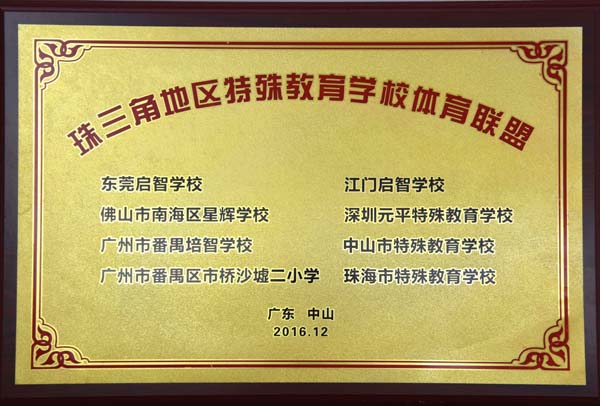 珠三角地区特殊教育学校体育联盟
东莞启智学校 江门启智学校
佛山市南海区星辉学校 深圳元平特殊教育学校
广州市番禺培智学校 中山市特殊教育学校
广州市番禺区市桥沙墟二小学 珠海市特殊教育学校
广东 中山
2016.12